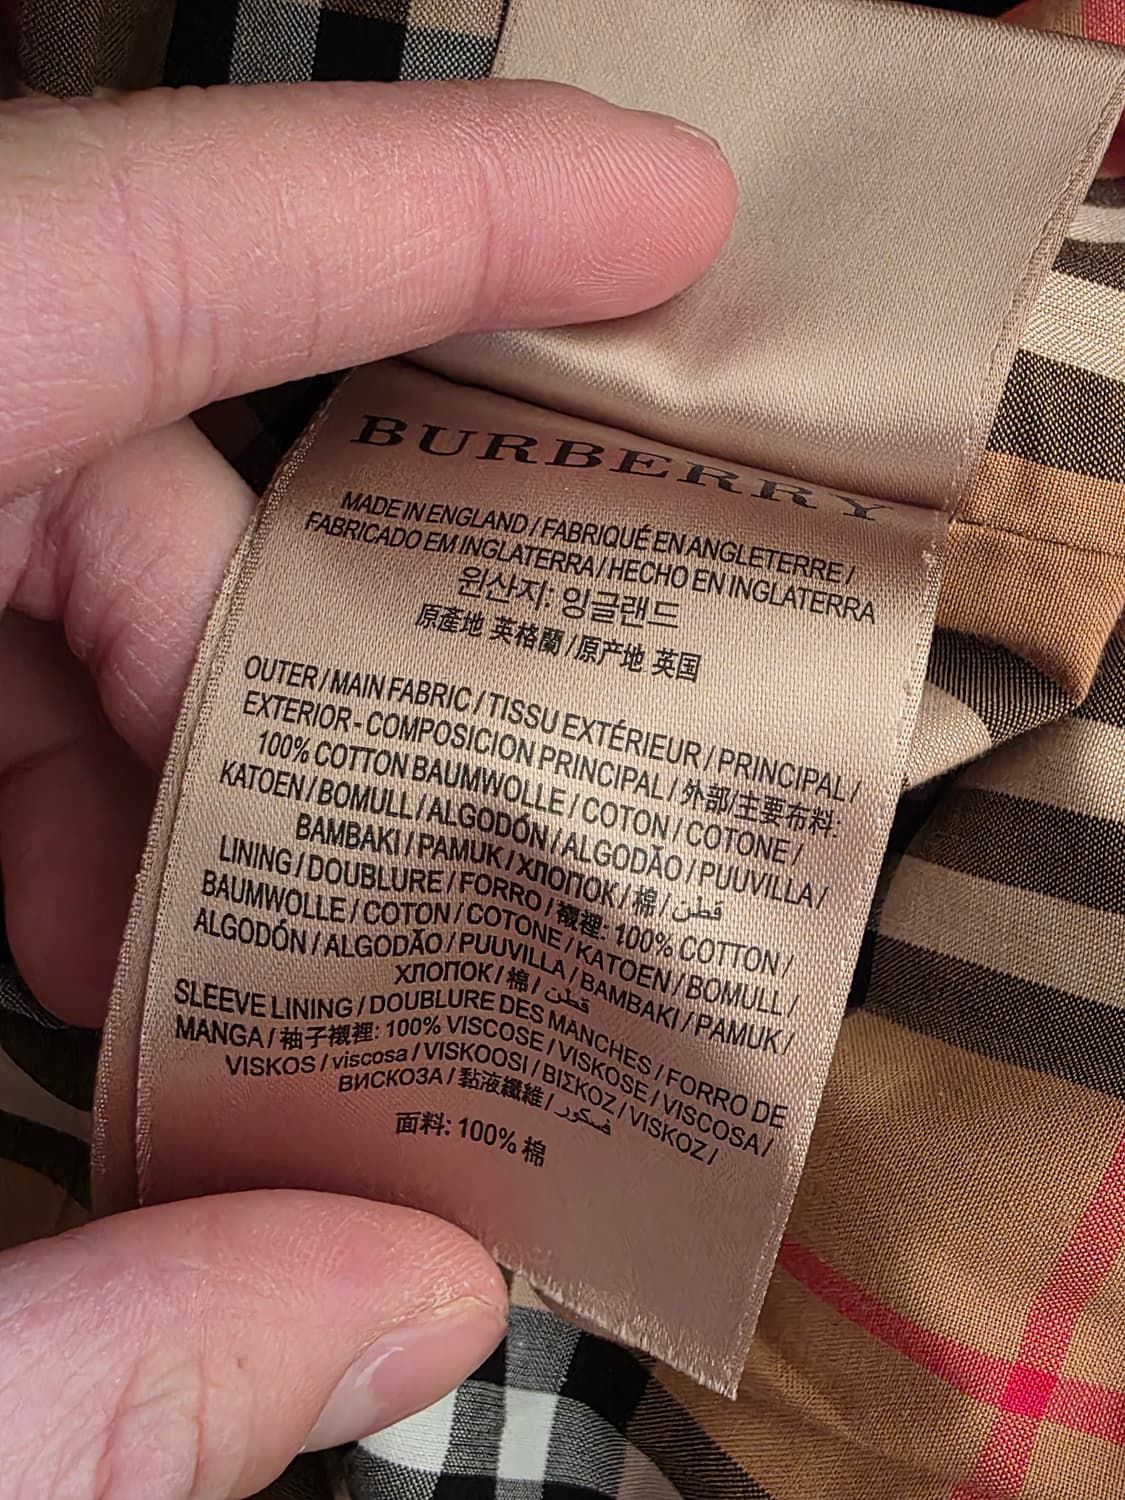 BURBERRY
MADE IN ENGLAND / FABRIQUÉ EN ANGLETERRE /
FABRICADO EM INGLATERRA / HECHO EN INGLATERRA
원산지: 잉글랜드
原產地 英格蘭 / 原产地 英国
OUTER / MAIN FABRIC / TISSU EXTÉRIEUR / PRINCIPAL /
EXTERIOR - COMPOSICION PRINCIPAL / 外部/主要布料:
100% COTTON BAUMWOLLE / COTON / COTONE /
KATOEN / BOMULL / ALGODÓN / ALGODÃO / PUUVILLA /
BAMBAKI / PAMUK / ХЛОПОК / 棉 / قطن
LINING / DOUBLURE / FORRO / 襯裡: 100% COTTON /
BAUMWOLLE / COTON / COTONE / KATOEN / BOMULL /
ALGODÓN / ALGODÃO / PUUVILLA / BAMBAKI / PAMUK /
ХЛОПОК / 棉 / قطن
SLEEVE LINING / DOUBLURE DES MANCHES / FORRO DE
MANGA / 袖子襯裡: 100% VISCOSE / VISKOSE / VISCOSA /
VISKOS / viscosa / VISKOOSI / ΒΙΣΚΟΖ / VISKOZ /
ВИСКОЗА / 黏液纖維 / فسكور
面料: 100% 棉